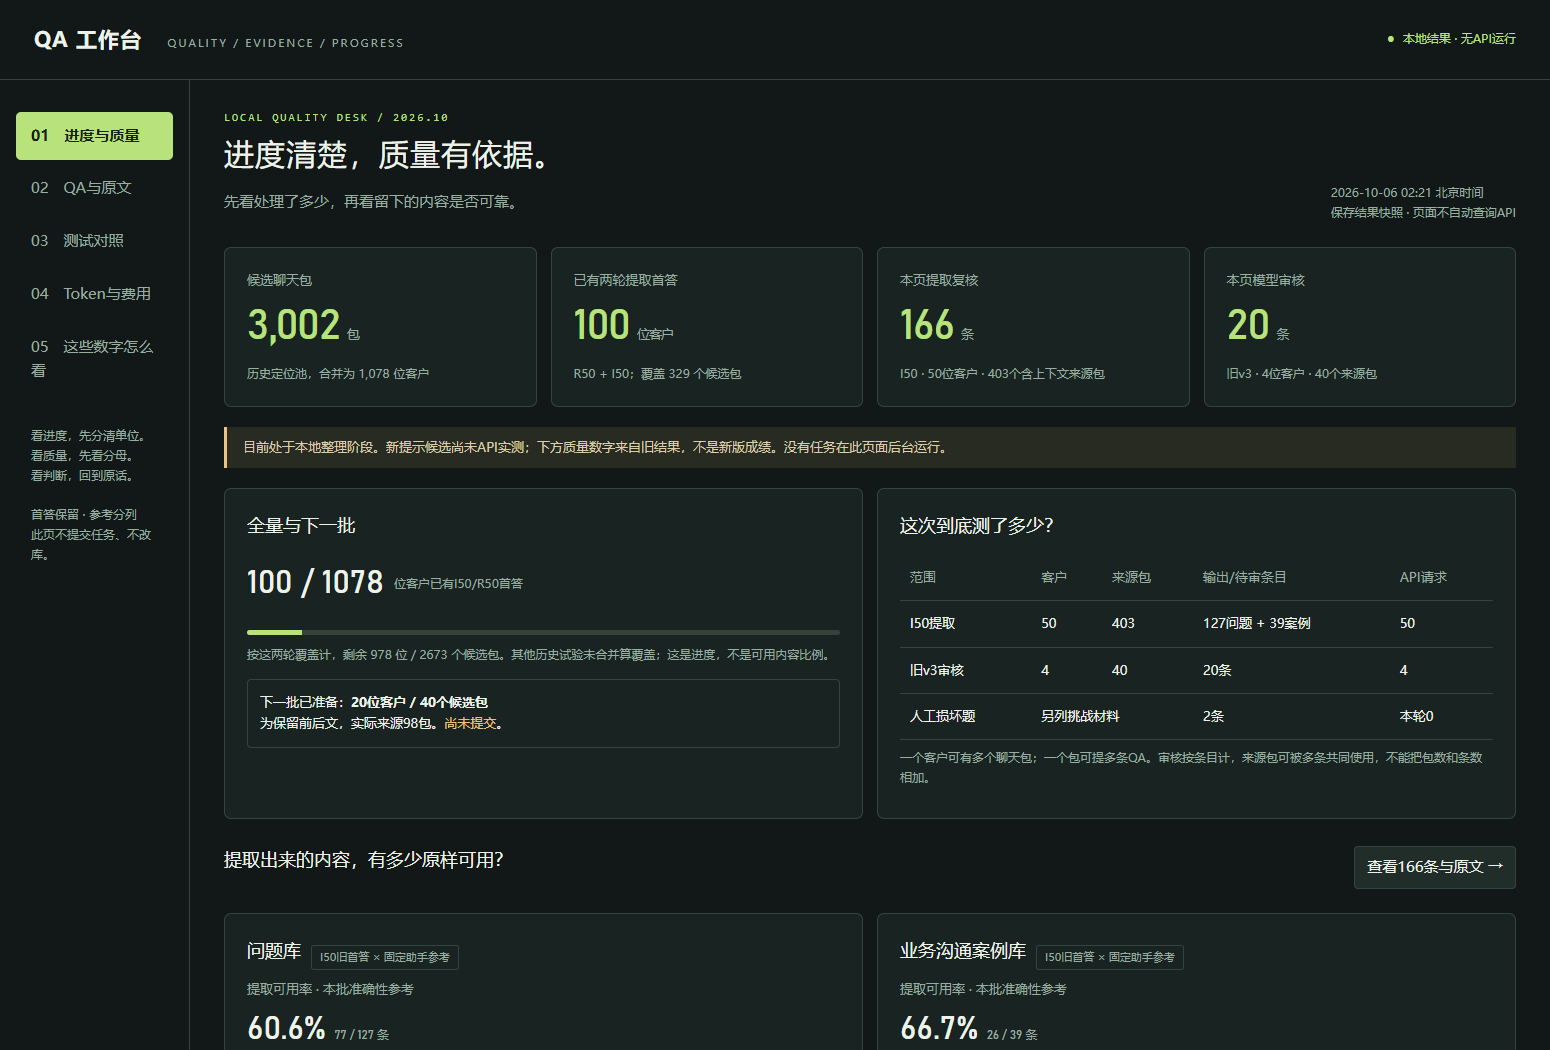 QA 工作台
QUALITY / EVIDENCE / PROGRESS
本地结果 · 无API运行
01 进度与质量
02 QA与原文
03 测试对照
04 Token与费用
05 这些数字怎么
看
看进度，先分清单位。
看质量，先看分母。
看判断，回到原话。
首答保留 · 参考分列
此页不提交任务、不改
库。
LOCAL QUALITY DESK / 2026.10
进度清楚，质量有依据。
先看处理了多少，再看留下的内容是否可靠。
2026-10-06 02:21 北京时间
保存结果快照 · 页面不自动查询API
候选聊天包
3,002 包
历史定位池，合并为 1,078 位客户
已有两轮提取首答
100 位客户
R50 + I50；覆盖 329 个候选包
本页提取复核
166 条
I50 · 50位客户 · 403个含上下文来源包
本页模型审核
20 条
旧v3 · 4位客户 · 40个来源包
目前处于本地整理阶段。新提示候选尚未API实测；下方质量数字来自旧结果，不是新版成绩。没有任务在此页面后台运行。
全量与下一批
100 / 1078 位客户已有I50/R50首答
按这两轮覆盖计，剩余 978 位 / 2673 个候选包。其他历史试验未合并算覆盖；这是进度，不是可用内容比例。
下一批已准备：20位客户 / 40个候选包
为保留前后文，实际来源98包。尚未提交。
这次到底测了多少？
范围 客户 来源包 输出/待审条目 API请求
I50提取 50 403 127问题 + 39案例 50
旧v3审核 4 40 20条 4
人工损坏题 另列挑战材料 2条 本轮0
一个客户可有多个聊天包；一个包可提多条QA。审核按条目计，来源包可被多条共同使用，不能把包数和条数
相加。
提取出来的内容，有多少原样可用？
查看166条与原文 →
问题库 I50旧首答 × 固定助手参考
提取可用率 · 本批准确性参考
60.6% 77 / 127 条
业务沟通案例库 I50旧首答 × 固定助手参考
提取可用率 · 本批准确性参考
66.7% 26 / 39 条